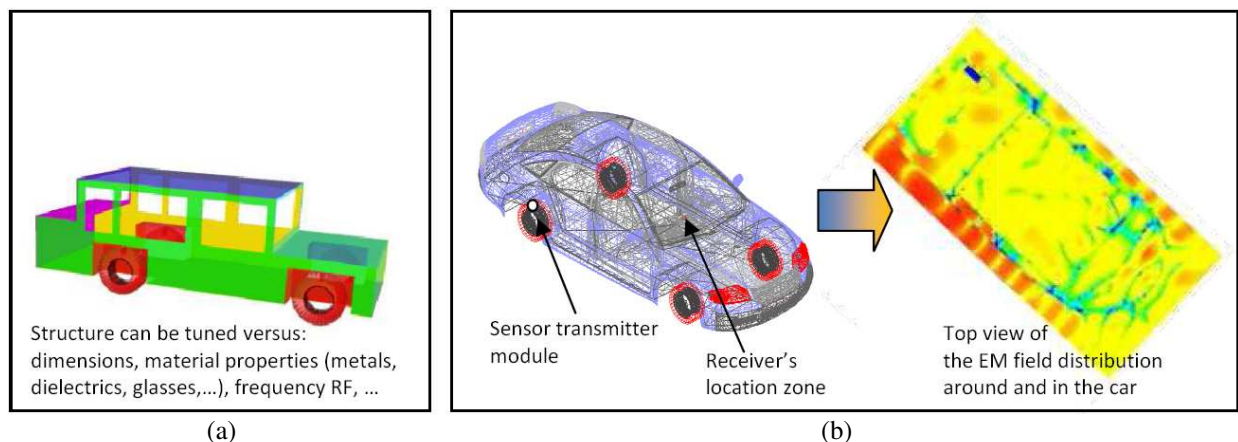 Structure can be tuned versus:
dimensions, material properties (metals,
dielectrics, glasses,…), frequency RF, …
(a)
Sensor transmitter
module
Receiver's
location zone
Top view of
the EM field distribution
around and in the car
(b)